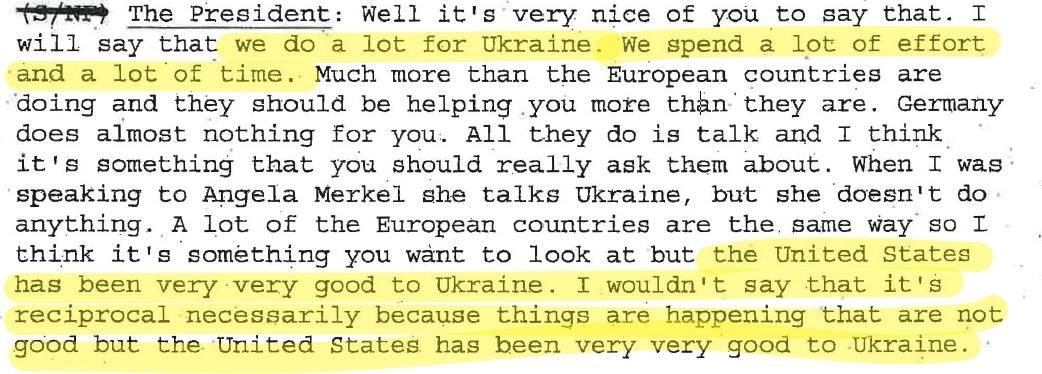 (S/NF) The President: Well it's very nice of you to say that. I
will say that we do a lot for Ukraine. We spend a lot of effort
and a lot of time. Much more than the European countries are
doing and they should be helping you more than they are. Germany
does almost nothing for you. All they do is talk and I think
it's something that you should really ask them about. When I was
speaking to Angela Merkel she talks Ukraine, but she doesn't do
anything. A lot of the European countries are the same way so I
think it's something you want to look at but the United States
has been very very good to Ukraine. I wouldn't say that it's
reciprocal necessarily because things are happening that are not
good but the United States has been very very good to Ukraine.